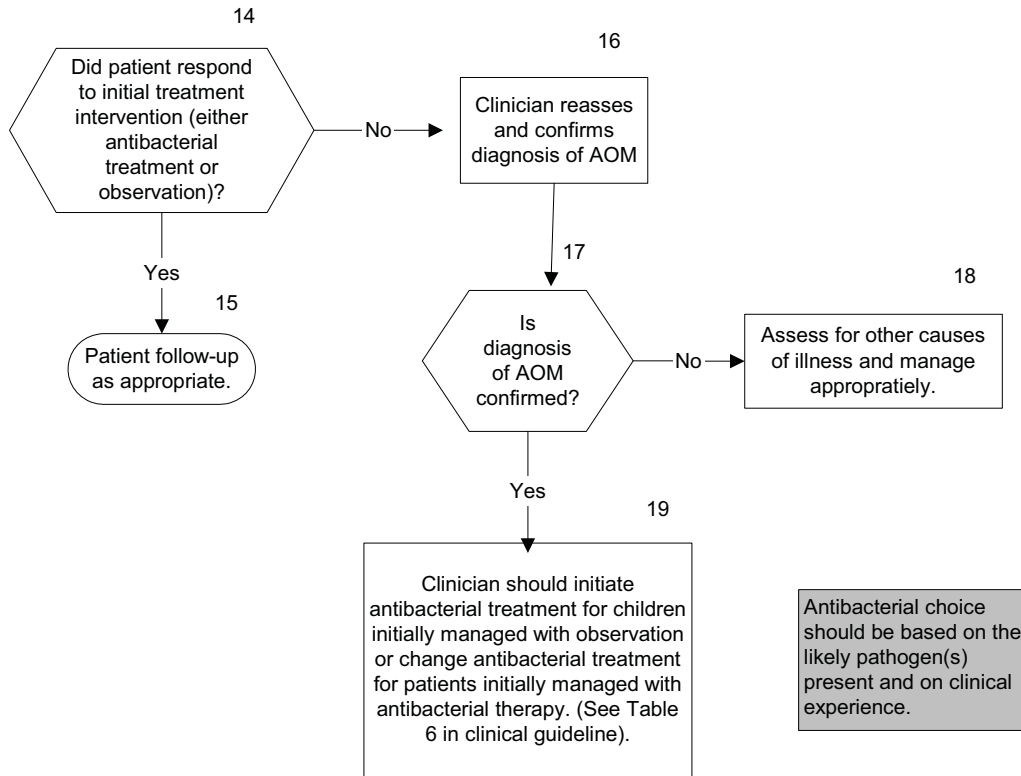 14
Did patient respond
to initial treatment
intervention (either
antibacterial
treatment or
observation)?
No
16
Clinician reasses
and confirms
diagnosis of AOM
Yes
15
Patient follow-up
as appropriate.
17
Is
diagnosis
of AOM
confirmed?
No
18
Assess for other causes
of illness and manage
appropratiely.
Yes
19
Clinician should initiate
antibacterial treatment for children
initially managed with observation
or change antibacterial treatment
for patients initially managed with
antibacterial therapy. (See Table
6 in clinical guideline).
Antibacterial choice
should be based on the
likely pathogen(s)
present and on clinical
experience.